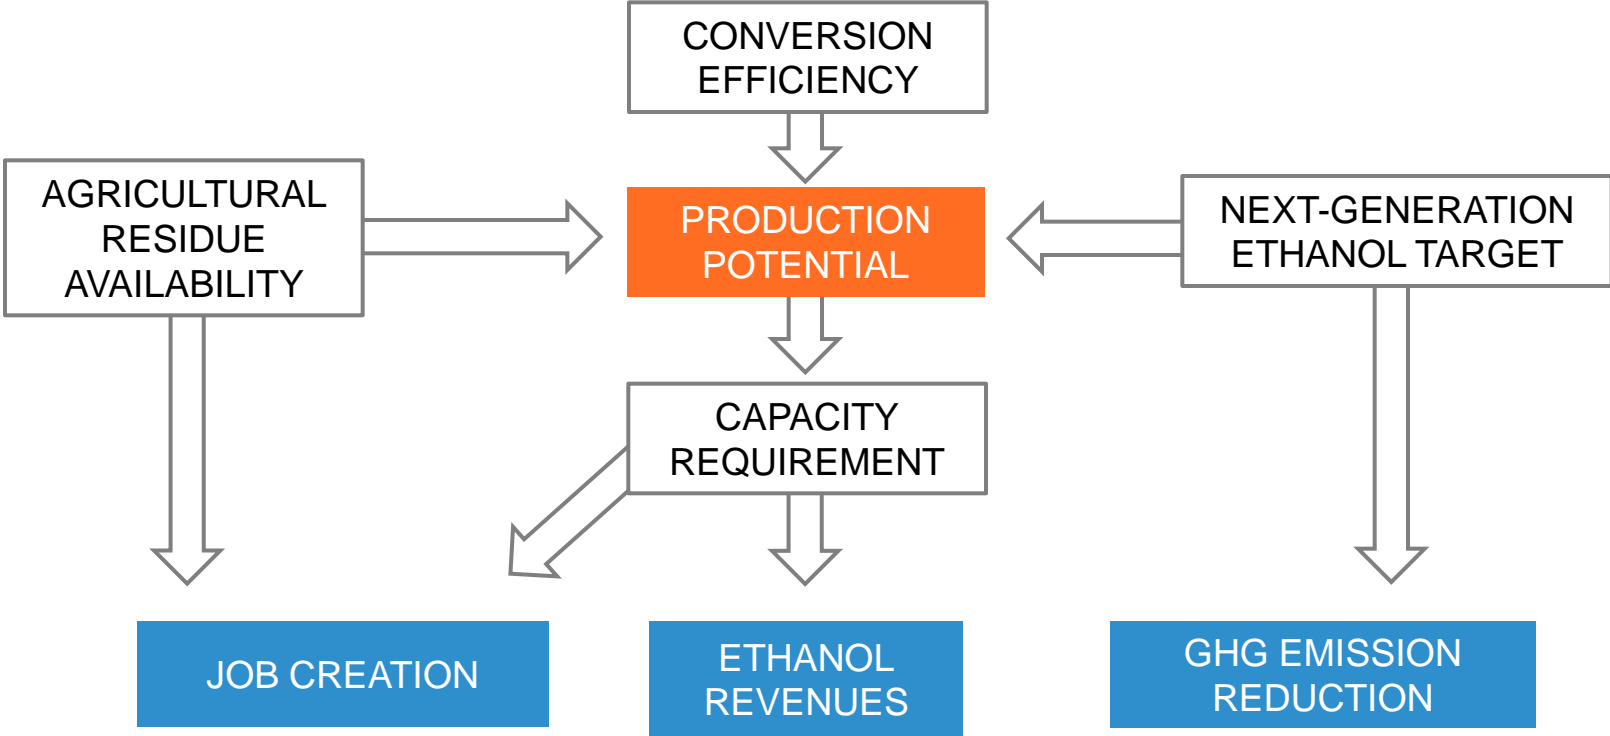 CONVERSION
EFFICIENCY
AGRICULTURAL
RESIDUE
AVAILABILITY
PRODUCTION
POTENTIAL
NEXT-GENERATION
ETHANOL TARGET
CAPACITY
REQUIREMENT
JOB CREATION
ETHANOL
REVENUES
GHG EMISSION
REDUCTION